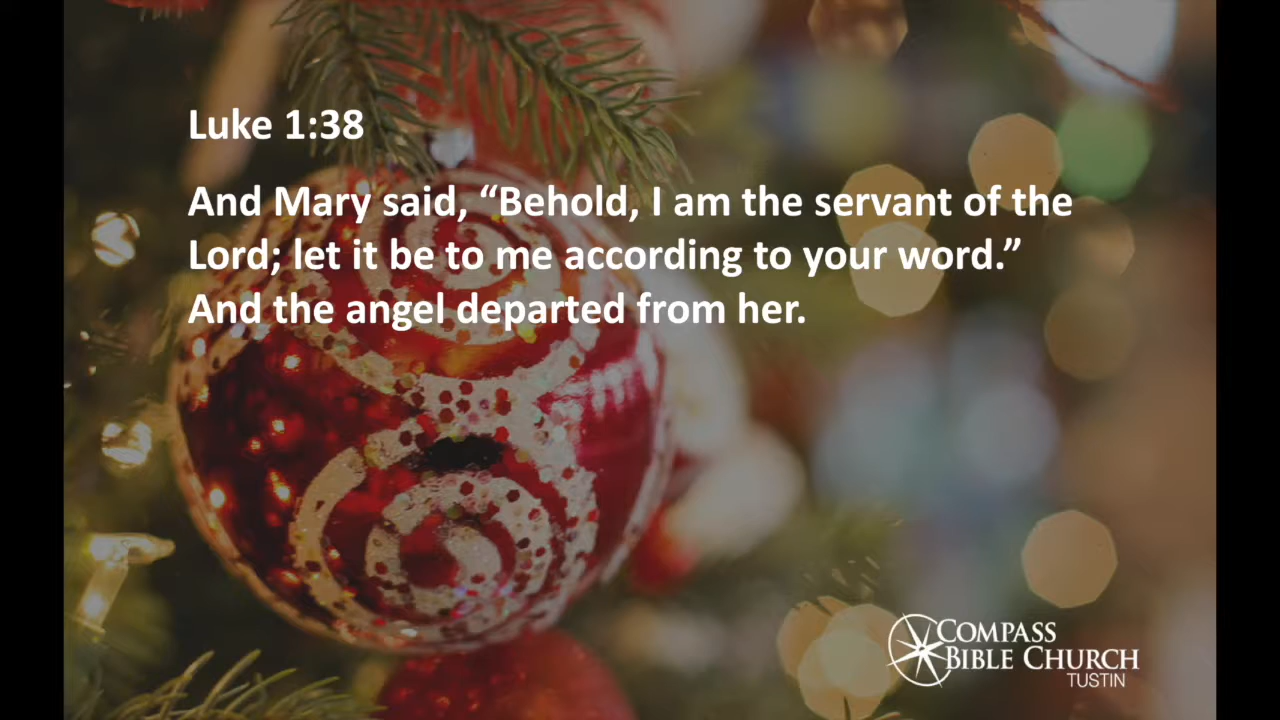 Luke 1:38
And Mary said, “Behold, I am the servant of the
Lord; let it be to me according to your word.”
And the angel departed from her.
COMPASS
BIBLE CHURCH
TUSTIN